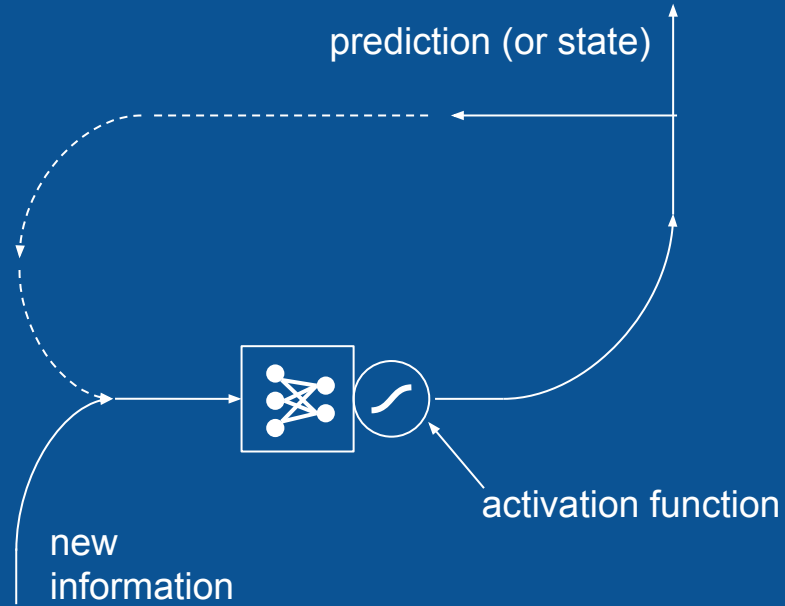 prediction (or state)
activation function
new
information